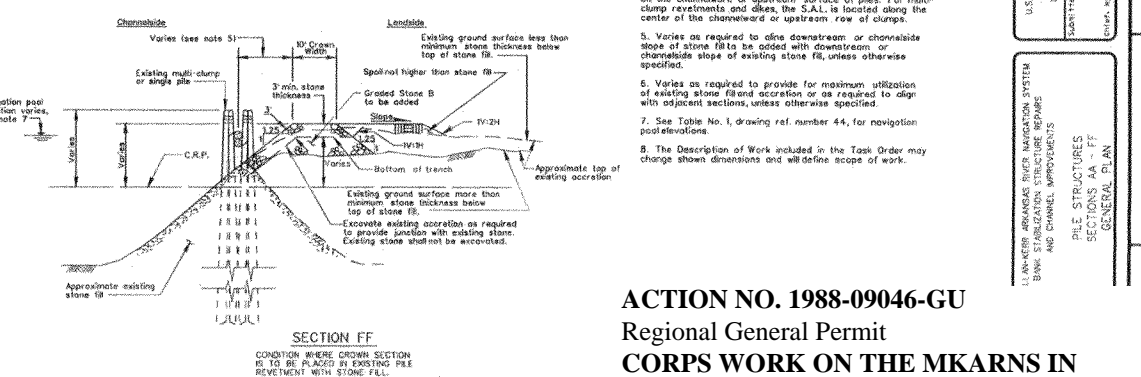 Channelside
Landside
Varies (see note 5)
10' Crown
Width
Existing ground surface less than
minimum stone thickness below
top of stone fill.
Existing multi-clump
or single pile
3' min. stone
thickness
Spoil not higher than stone fill
Graded Stone B
to be added
Slope
1V:2H
3'
1.25
1
1.25
1
1V:1H
Varies
Varies
C.R.P.
Varies
Bottom of trench
Approximate top of
existing accretion
note 7
Existing ground surface more than
minimum stone thickness below
top of stone fill.
Excavate existing accretion as required
to provide junction with existing stone.
Existing stone shall not be excavated.
Approximate existing
stone fill
SECTION FF
CONDITION WHERE CROWN SECTION
IS TO BE PLACED IN EXISTING PILE
REVETMENT WITH STONE FILL.
clump revetments and dikes, the S.A.L. is located along the
center of the channelward or upstream row of clumps.
5. Varies as required to aline downstream or channelside
slope of stone fill to be added with downstream or
channelside slope of existing stone fill, unless otherwise
specified.
6. Varies as required to provide for maximum utilization
of existing stone fill and accretion or as required to align
with adjacent sections, unless otherwise specified.
7. See Table No. 1, drawing ref. number 44, for navigation
pool elevations.
8. The Description of Work included in the Task Order may
change shown dimensions and will define scope of work.
U.S.
AN-KERR ARKANSAS RIVER NAVIGATION SYSTEM
BANK STABILIZATION STRUCTURE REPAIRS
AND CHANNEL IMPROVEMENTS
PILE STRUCTURES
SECTIONS AA - FF
GENERAL PLAN
ACTION NO. 1988-09046-GU
Regional General Permit
CORPS WORK ON THE MKARNS IN